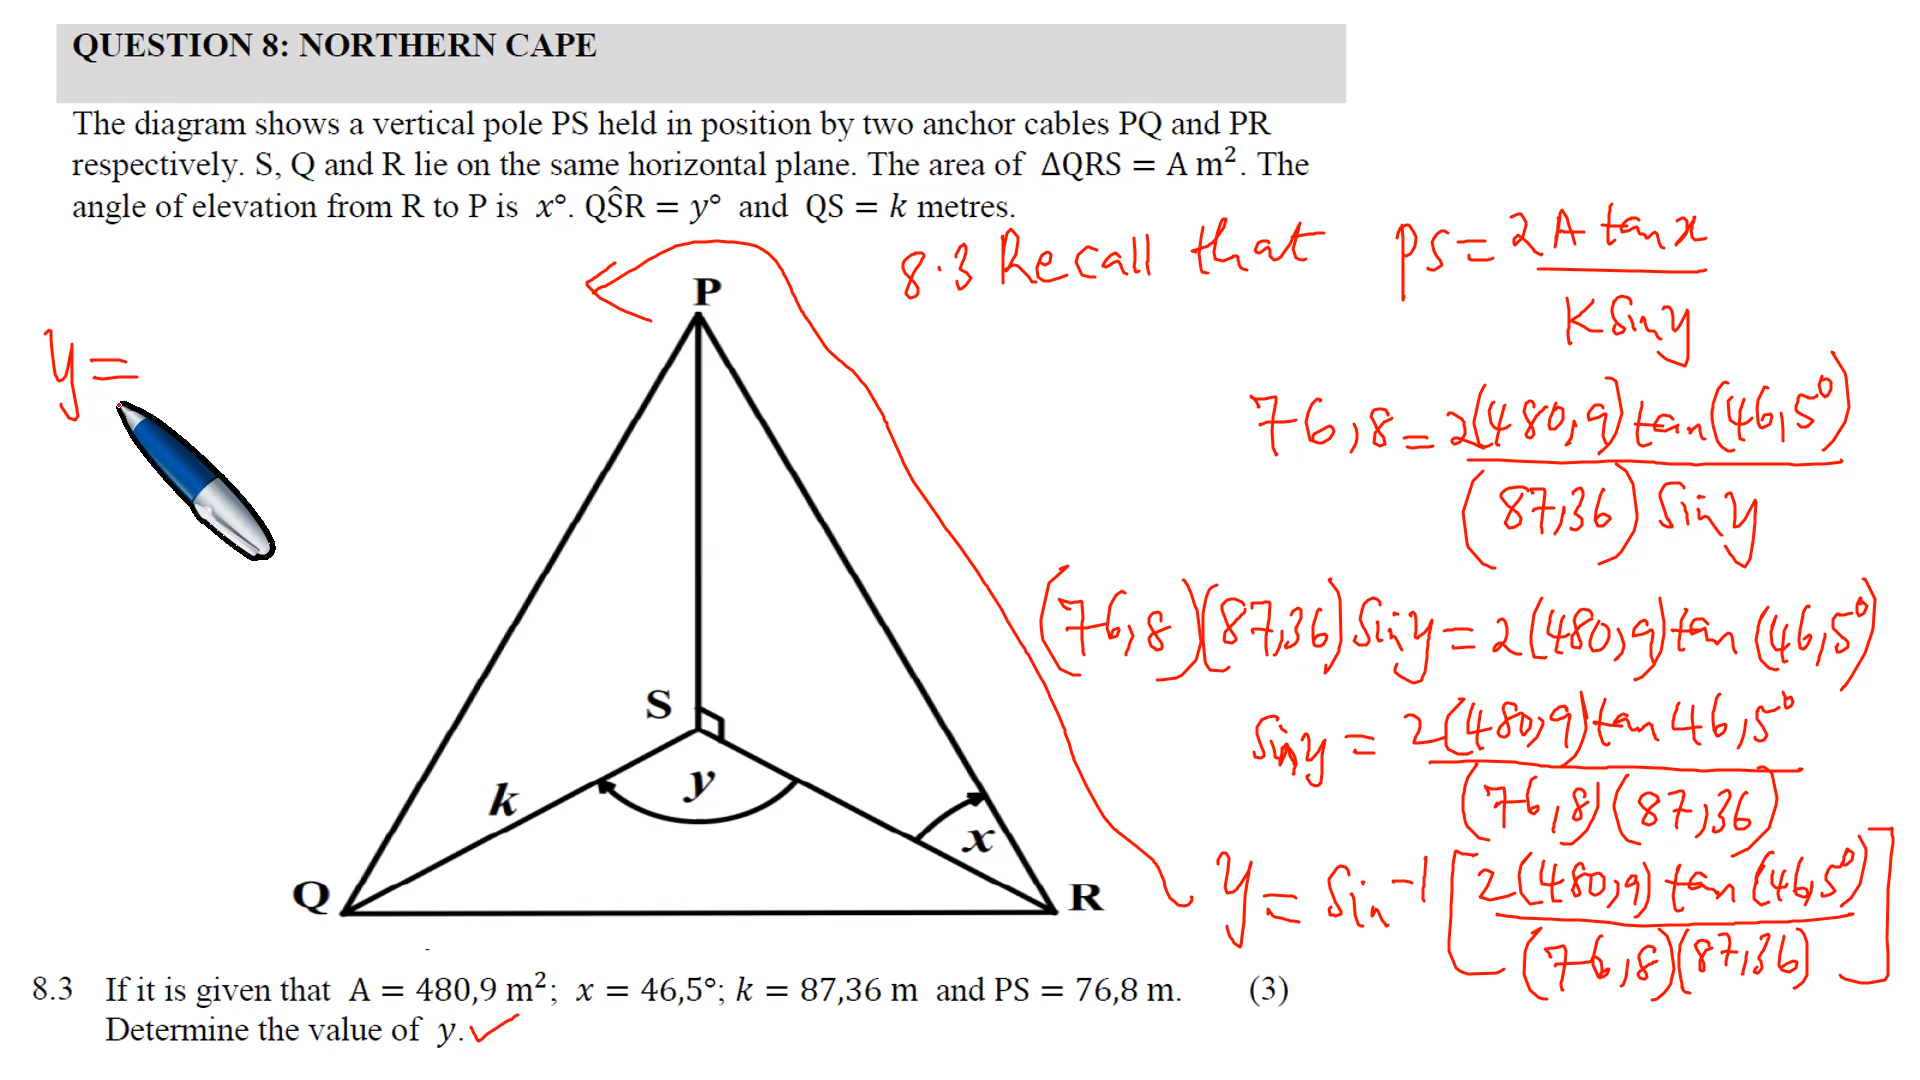 QUESTION 8: NORTHERN CAPE
The diagram shows a vertical pole PS held in position by two anchor cables PQ and PR
respectively. S, Q and R lie on the same horizontal plane. The area of ΔQRS = A m². The
angle of elevation from R to P is x°. QŜR = y° and QS = k metres.
8.3 Recall that PS = 2 A tan x / K Sin y
P
y =
76,8 = 2(480,9) tan(46,5°) / (87,36) Sin y
(76,8)(87,36) Sin y = 2(480,9) tan (46,5°)
S
Sin y = 2(480,9) tan 46,5° / (76,8)(87,36)
k
y
x
Q
R
y = Sin⁻¹ [2(480,9) tan (46,5°) / (76,8)(87,36)]
8.3 If it is given that A = 480,9 m²; x = 46,5°; k = 87,36 m and PS = 76,8 m. (3)
Determine the value of y.